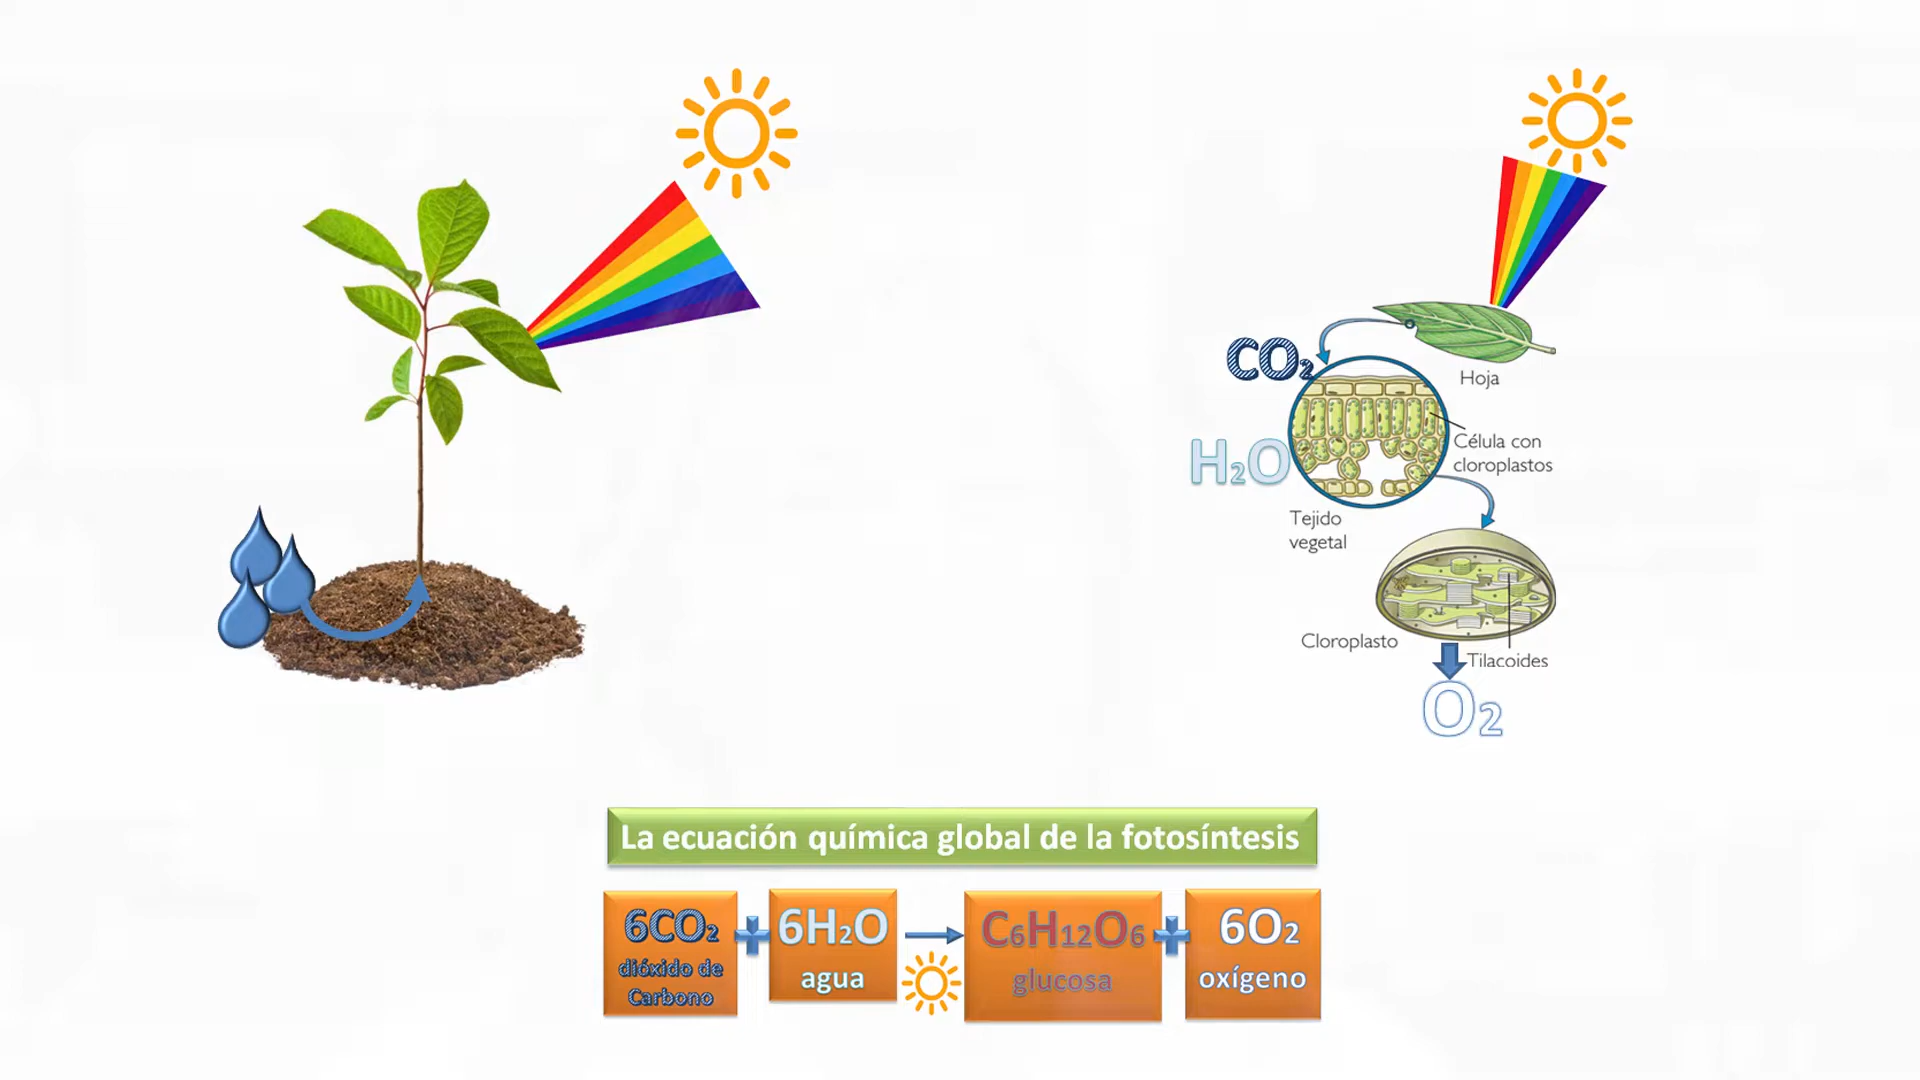 CO₂
Hoja
H₂O
Célula con
cloroplastos
Tejido
vegetal
Cloroplasto
Tilacoides
O₂
La ecuación química global de la fotosíntesis
6CO₂ + 6H₂O → C₆H₁₂O₆ + 6O₂
dióxido de
Carbono
agua
glucosa
oxígeno